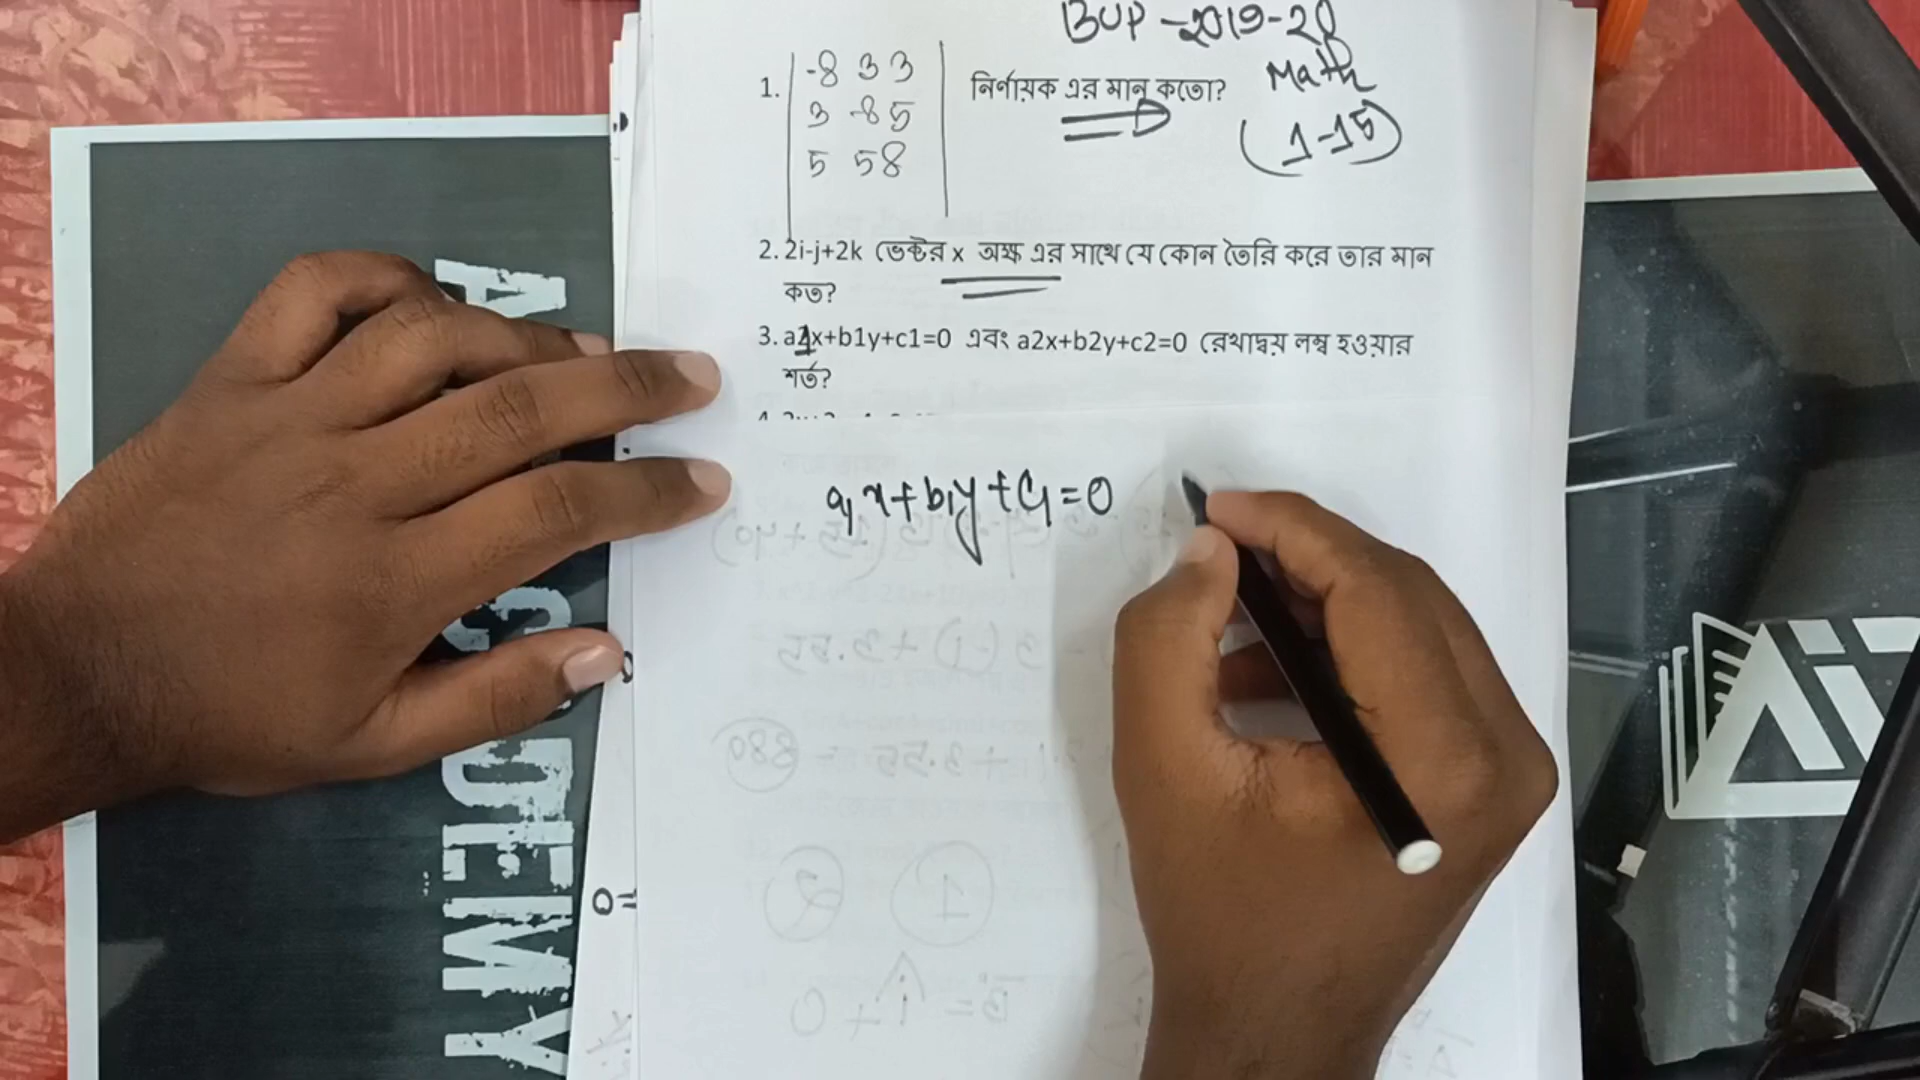 BUP - 2019-20
Math
(1-15)
1. -8 3 3 নির্ণায়ক এর মান কতো?
3 -8 5
5 5 8
2. 2i-j+2k ভেক্টর x অক্ষ এর সাথে যে কোন তৈরি করে তার মান
কত?
3. a1x+b1y+c1=0 এবং a2x+b2y+c2=0 রেখাদ্বয় লম্ব হওয়ার
শর্ত?
a₁x+b₁y+c₁=0
ACADEMY